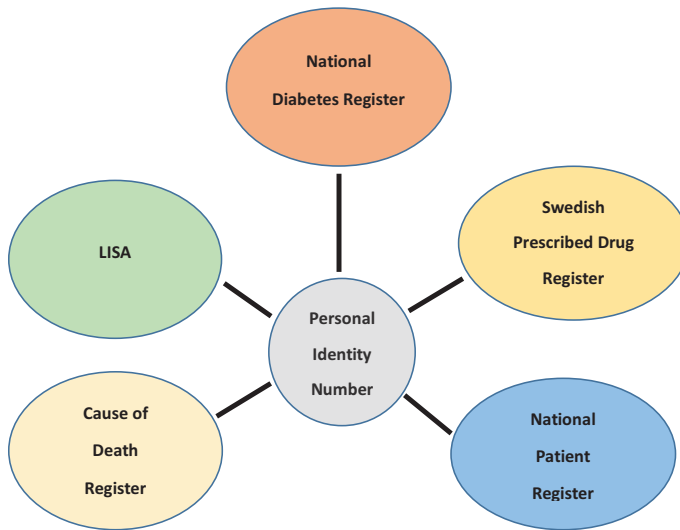 National
Diabetes Register
Swedish
Prescribed Drug
Register
LISA
Personal
Identity
Number
Cause of
Death
Register
National
Patient
Register